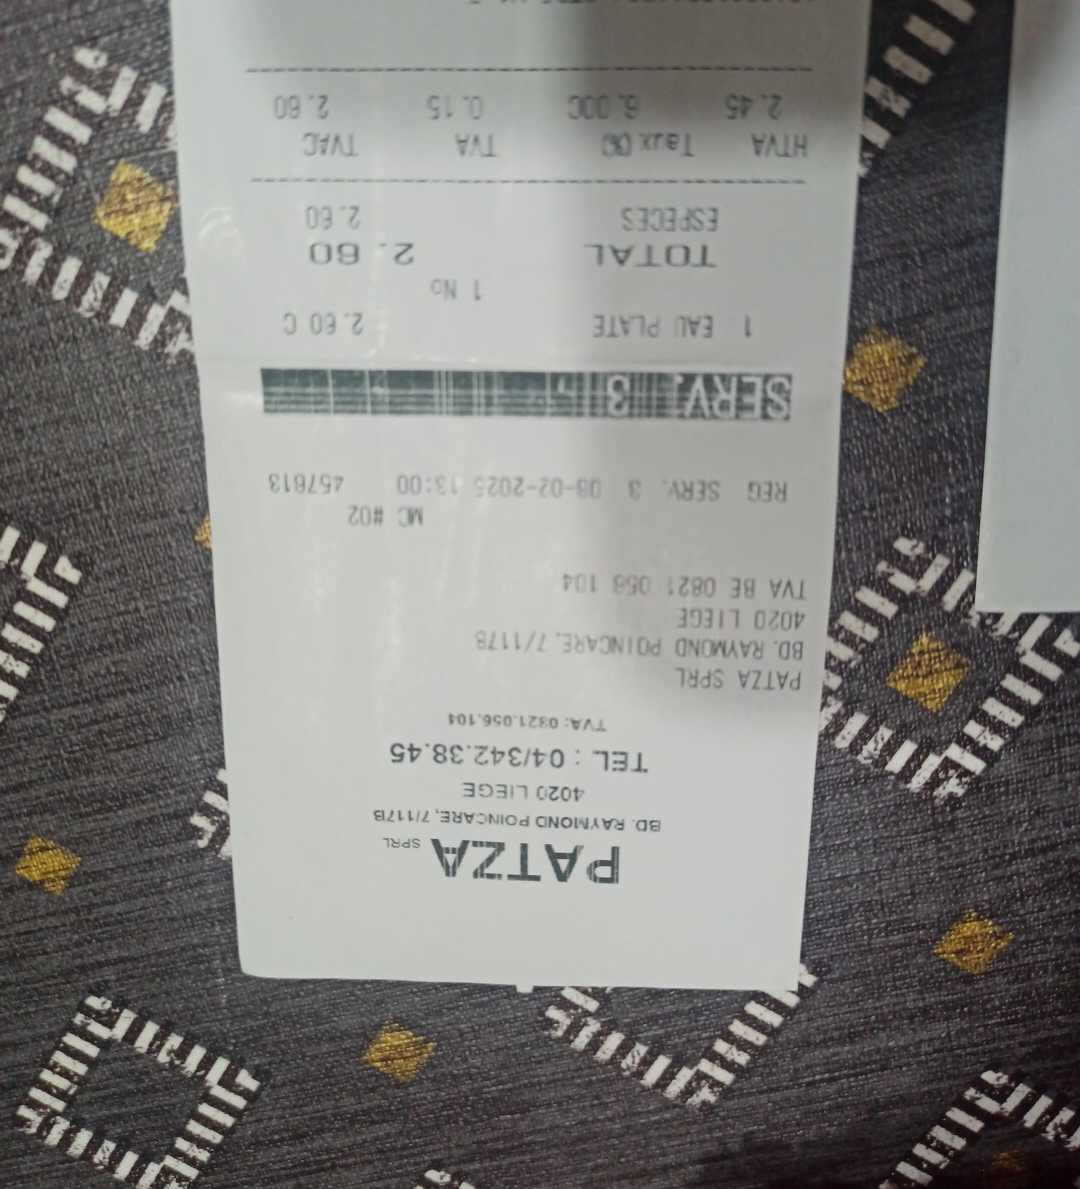 PATZA SPRL
BD. RAYMOND POINCARE, 7/117B
4020 LIEGE
TEL : 04/342.38.45
TVA: 0821.056.104
PATZA SPRL
BD. RAYMOND POINCARE, 7/117B
4020 LIEGE
TVA BE 0821 056 104
MC #02
REG SERV. 3 08-02-2025 13:00 457613
SERV. 3
1 EAU PLATE 2.60 C
1 No
TOTAL 2.60
ESPECES 2.60
HTVA Taux(%) TVA TVAC
2.45 6.00C 0.15 2.60